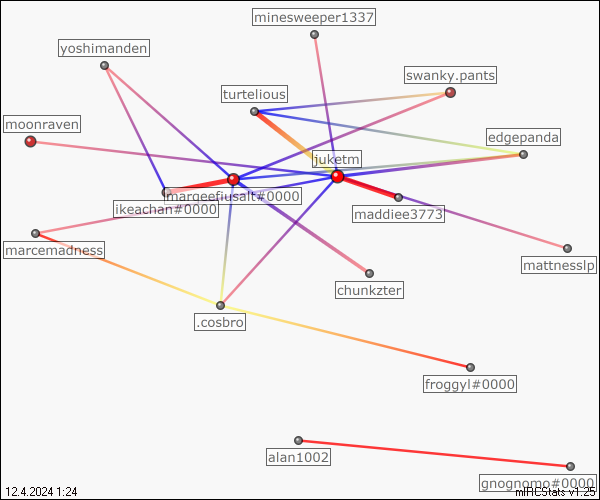 minesweeper1337
yoshimanden
swanky.pants
turtelious
moonraven
edgepanda
juketm
margeefiusalt#0000
ikeachan#0000
maddiee3773
marcemadness
mattnesslp
chunkzter
.cosbro
froggyl#0000
alan1002
gnognomo#0000
12.4.2024 1:24
mIRCStats v1.25